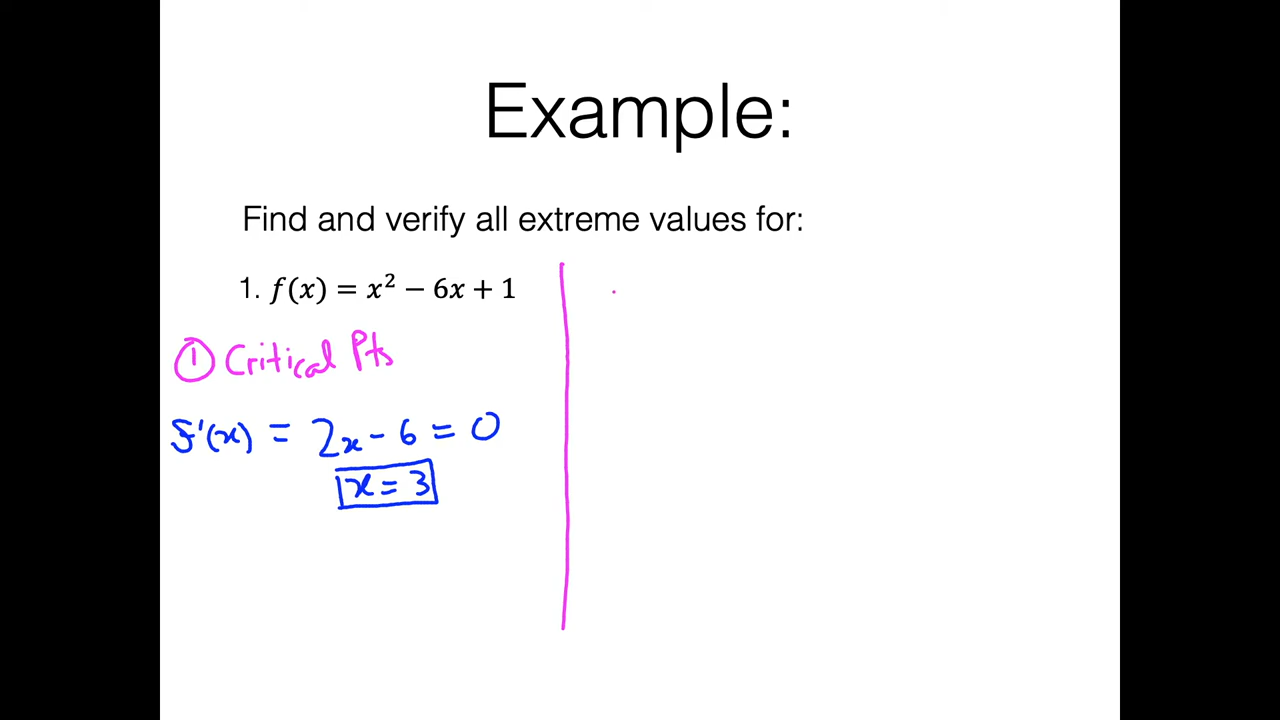 Example:
Find and verify all extreme values for:
1. f(x) = x² − 6x + 1
① Critical Pts
f'(x) = 2x - 6 = 0
x = 3